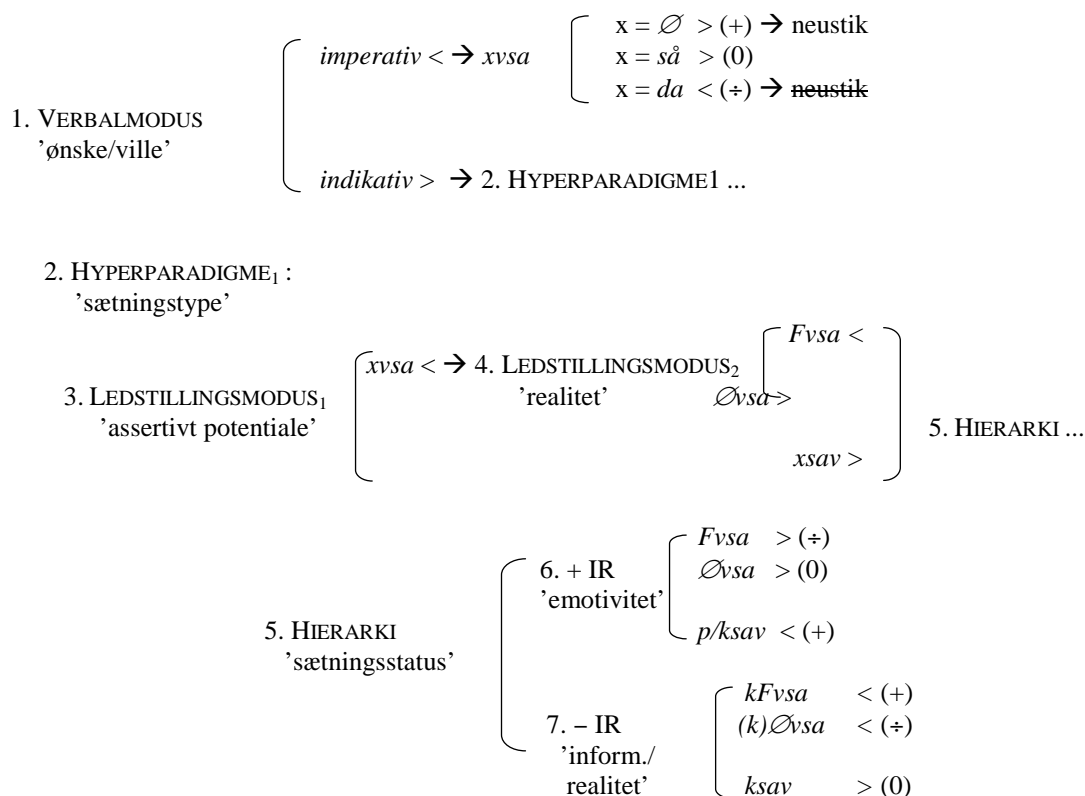 x = ∅ > (+) → neustik
imperativ < → xvsa x = så > (0)
x = da < (÷) → neustik
1. VERBALMODUS
’ønske/ville’
indikativ > → 2. HYPERPARADIGME1 ...
2. HYPERPARADIGME₁ :
’sætningstype’
Fvsa <
xvsa < → 4. LEDSTILLINGSMODUS₂
3. LEDSTILLINGSMODUS₁ ’realitet’ ∅vsa >
’assertivt potentiale’ 5. HIERARKI ...
xsav >
Fvsa > (÷)
6. + IR ∅vsa > (0)
’emotivitet’
p/ksav < (+)
5. HIERARKI
’sætningsstatus’
kFvsa < (+)
7. – IR (k)∅vsa < (÷)
’inform./
realitet’ ksav > (0)